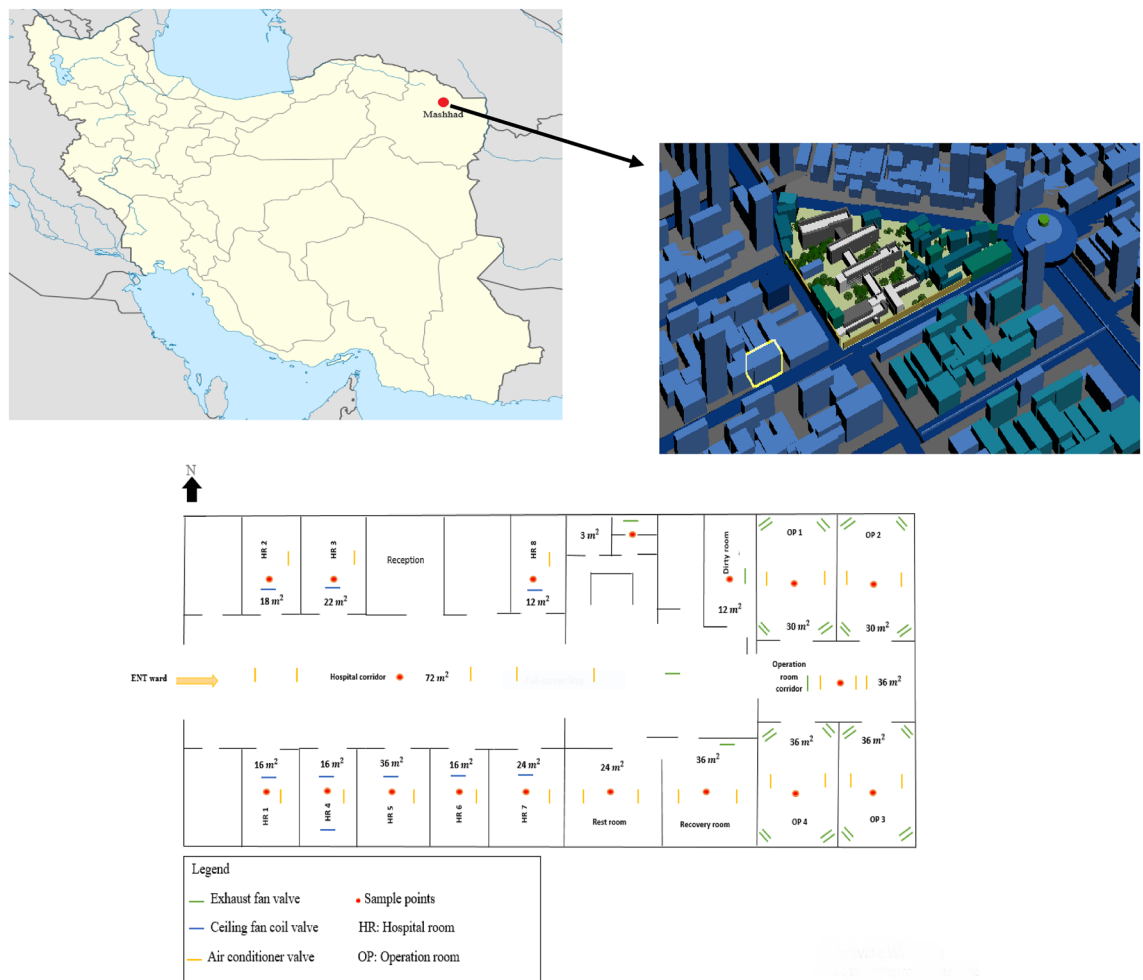 Mashhad
N
HR 2
18 m²
HR 3
22 m²
Reception
HR 8
12 m²
3 m²
Dirty room
12 m²
OP 1
30 m²
OP 2
30 m²
ENT ward
Hospital corridor
72 m²
Operation
room
corridor
36 m²
16 m²
HR 1
16 m²
HR 4
36 m²
HR 5
16 m²
HR 6
24 m²
HR 7
24 m²
Rest room
36 m²
Recovery room
36 m²
OP 4
36 m²
OP 3
Legend
Exhaust fan valve
Sample points
Ceiling fan coil valve
HR: Hospital room
Air conditioner valve
OP: Operation room